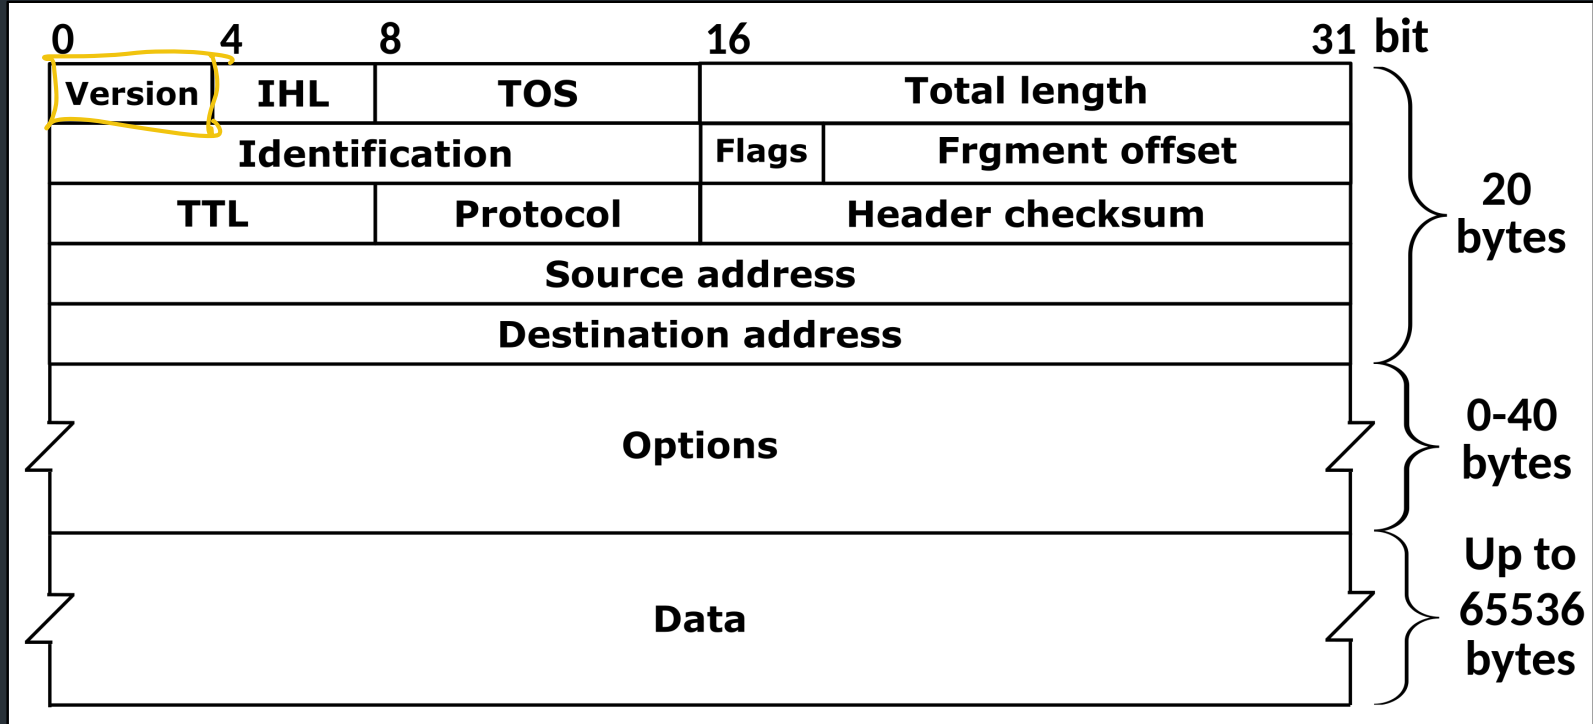 0 4 8 16 31 bit
Version IHL TOS Total length
Identification Flags Frgment offset
TTL Protocol Header checksum
Source address
Destination address
20
bytes
Options
0-40
bytes
Data
Up to
65536
bytes